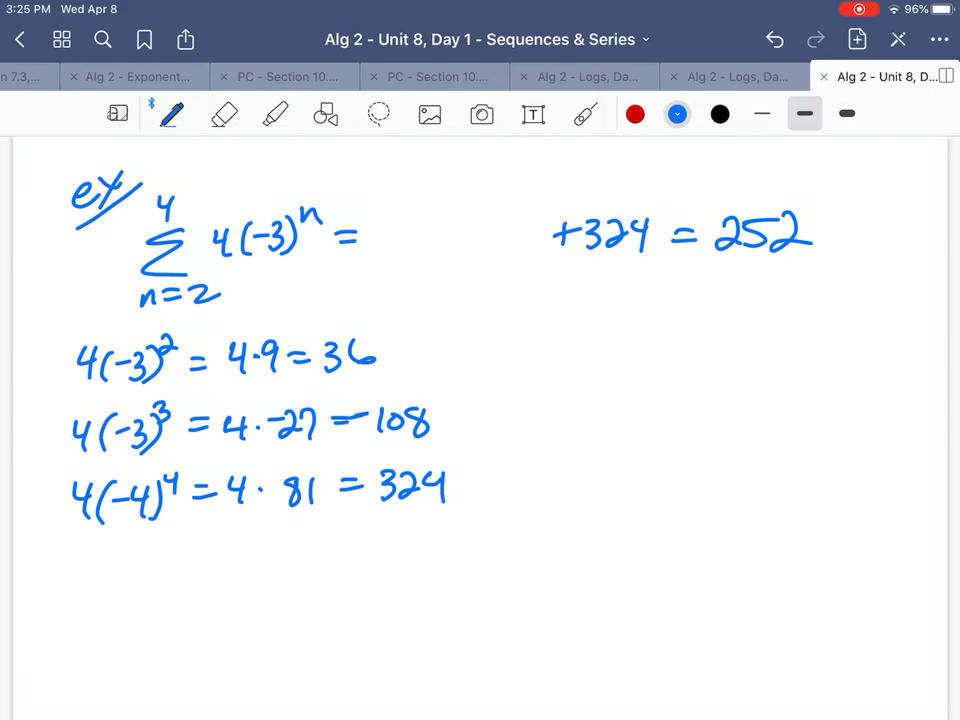 3:25 PM Wed Apr 8
96%
Alg 2 - Unit 8, Day 1 - Sequences & Series
n 7.3,...
Alg 2 - Exponent...
PC - Section 10....
PC - Section 10....
Alg 2 - Logs, Da...
Alg 2 - Logs, Da...
Alg 2 - Unit 8, D...
T
ex/
4
Σ 4(-3)^n = +324 = 252
n=2
4(-3)^2 = 4·9 = 36
4(-3)^3 = 4·-27 = -108
4(-4)^4 = 4· 81 = 324